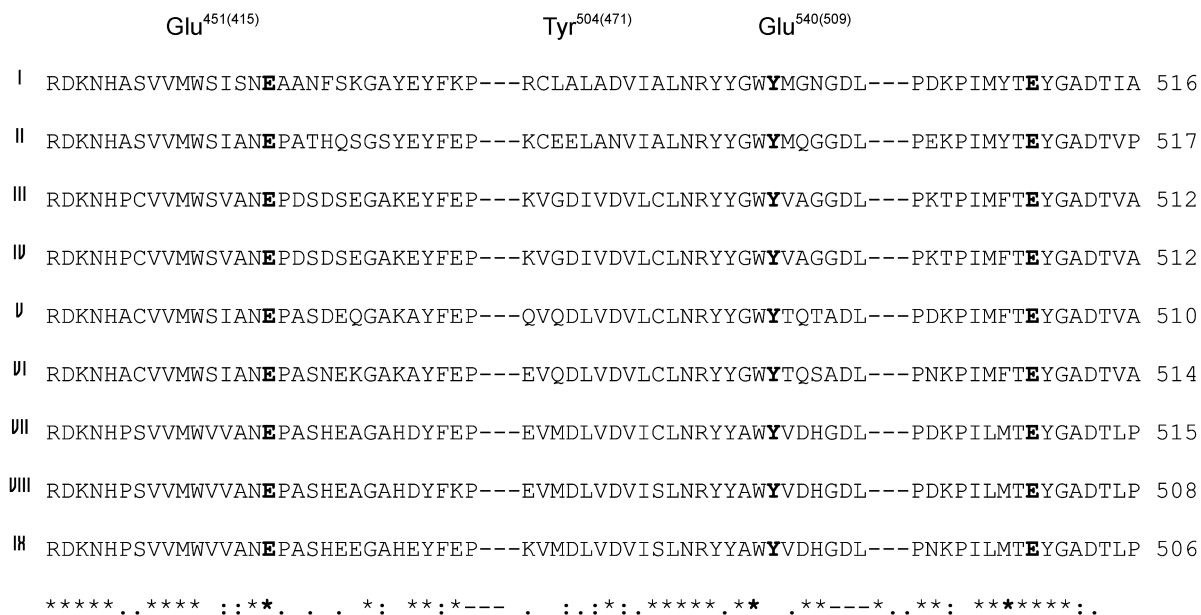 Glu451(415) Tyr504(471) Glu540(509)
I RDKNHASVVMWSISNEAANFSKGAYEYFKP---RCLALADVIALNRYYGWYMGNGDL---PDKPIMYTEYGADTIA 516
II RDKNHASVVMWSIANEPATHQSGSYEYFEP---KCEELANVIALNRYYGWYMQGGDL---PEKPIMYTEYGADTVP 517
III RDKNHPCVVMWSVANEPDSDSEGAKEYFEP---KVGDIVDVLCLNRYYGWYVAGGDL---PKTPIMFTEYGADTVA 512
IV RDKNHPCVVMWSVANEPDSDSEGAKEYFEP---KVGDIVDVLCLNRYYGWYVAGGDL---PKTPIMFTEYGADTVA 512
V RDKNHACVVMWSIANEPASDEQGAKAYFEP---QVQDLVDVLCLNRYYGWYTQTADL---PDKPIMFTEYGADTVA 510
VI RDKNHACVVMWSIANEPASNEKGAKAYFEP---EVQDLVDVLCLNRYYGWYTQSADL---PNKPIMFTEYGADTVA 514
VII RDKNHPSVVMWVVANEPASHEAGAHDYFEP---EVMDLVDVICLNRYYAWYVDHGDL---PDKPILMTEYGADTLP 515
VIII RDKNHPSVVMWVVANEPASHEAGAHDYFKP---EVMDLVDVISLNRYYAWYVDHGDL---PDKPILMTEYGADTLP 508
IX RDKNHPSVVMWVVANEPASHEEGAHEYFEP---KVMDLVDVISLNRYYAWYVDHGDL---PNKPILMTEYGADTLP 506
*****..**** ::**. . . *: **:*--- . :.:.:*****.** .**---*..**: *********:.